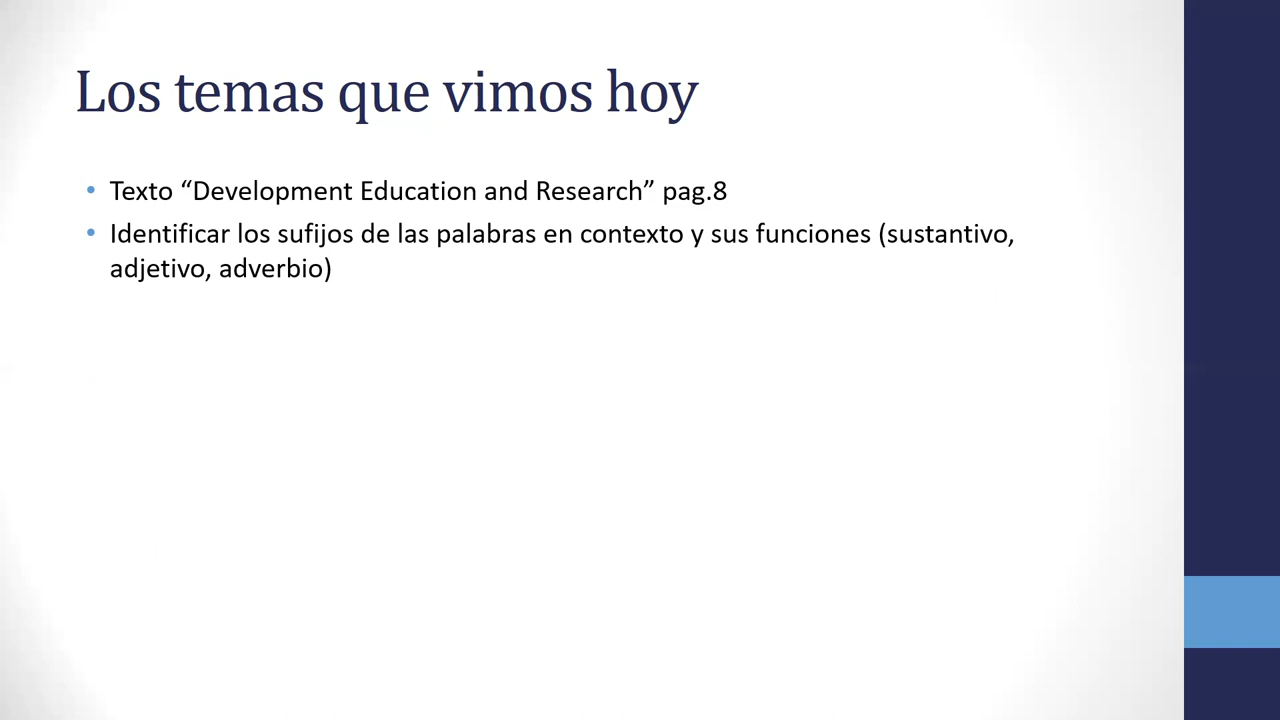 Los temas que vimos hoy
• Texto “Development Education and Research” pag.8
• Identificar los sufijos de las palabras en contexto y sus funciones (sustantivo,
adjetivo, adverbio)